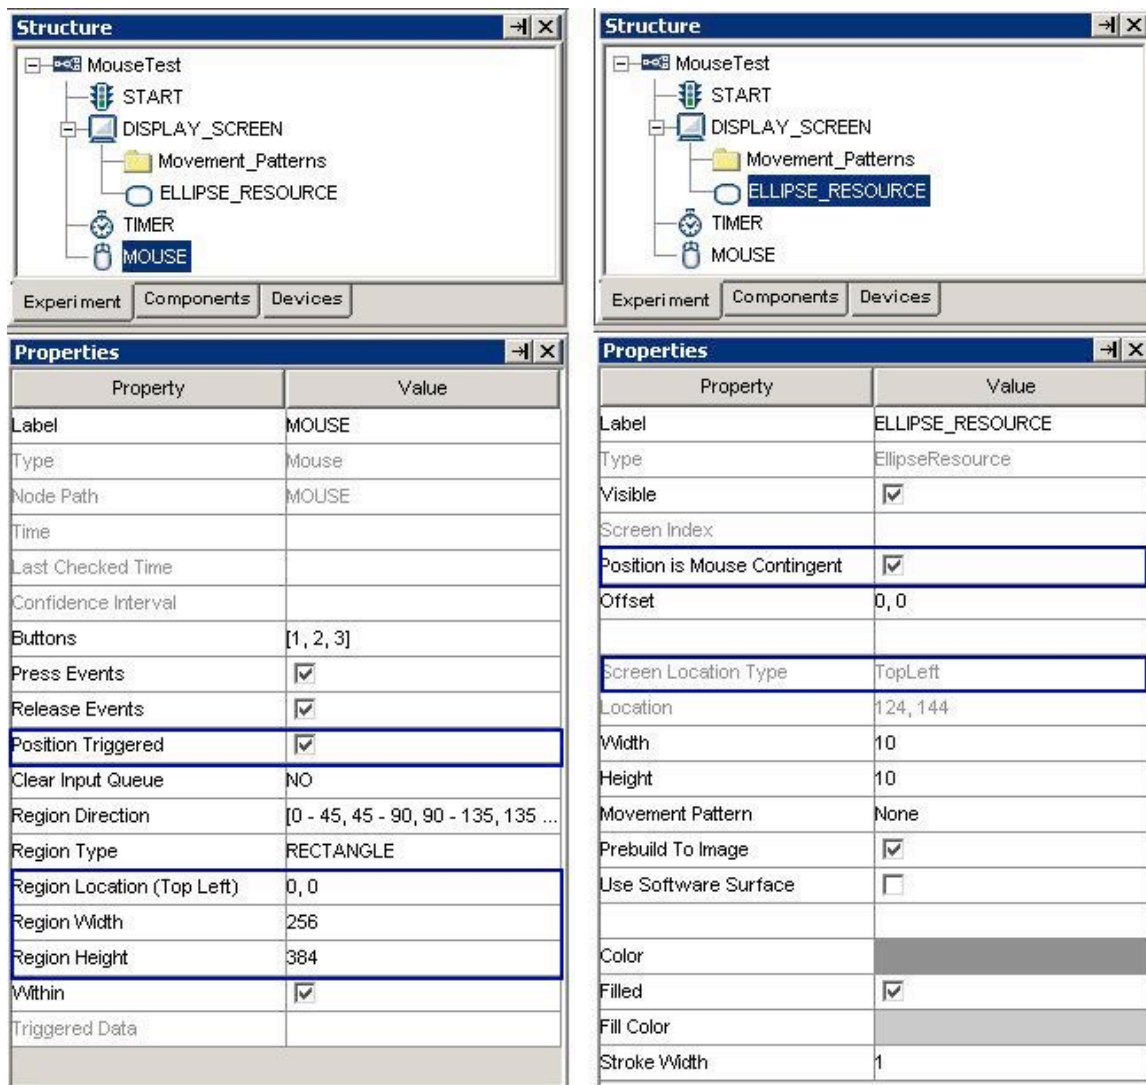 Structure
MouseTest
START
DISPLAY_SCREEN
Movement_Patterns
ELLIPSE_RESOURCE
TIMER
MOUSE
Experiment Components Devices
Properties
Property Value
Label MOUSE
Type Mouse
Node Path MOUSE
Time
Last Checked Time
Confidence Interval
Buttons [1, 2, 3]
Press Events
Release Events
Position Triggered
Clear Input Queue NO
Region Direction [0 - 45, 45 - 90, 90 - 135, 135 ...
Region Type RECTANGLE
Region Location (Top Left) 0, 0
Region Width 256
Region Height 384
Within
Triggered Data
Structure
MouseTest
START
DISPLAY_SCREEN
Movement_Patterns
ELLIPSE_RESOURCE
TIMER
MOUSE
Experiment Components Devices
Properties
Property Value
Label ELLIPSE_RESOURCE
Type EllipseResource
Visible
Screen Index
Position is Mouse Contingent
Offset 0, 0
Screen Location Type TopLeft
Location 124, 144
Width 10
Height 10
Movement Pattern None
Prebuild To Image
Use Software Surface
Color
Filled
Fill Color
Stroke Width 1